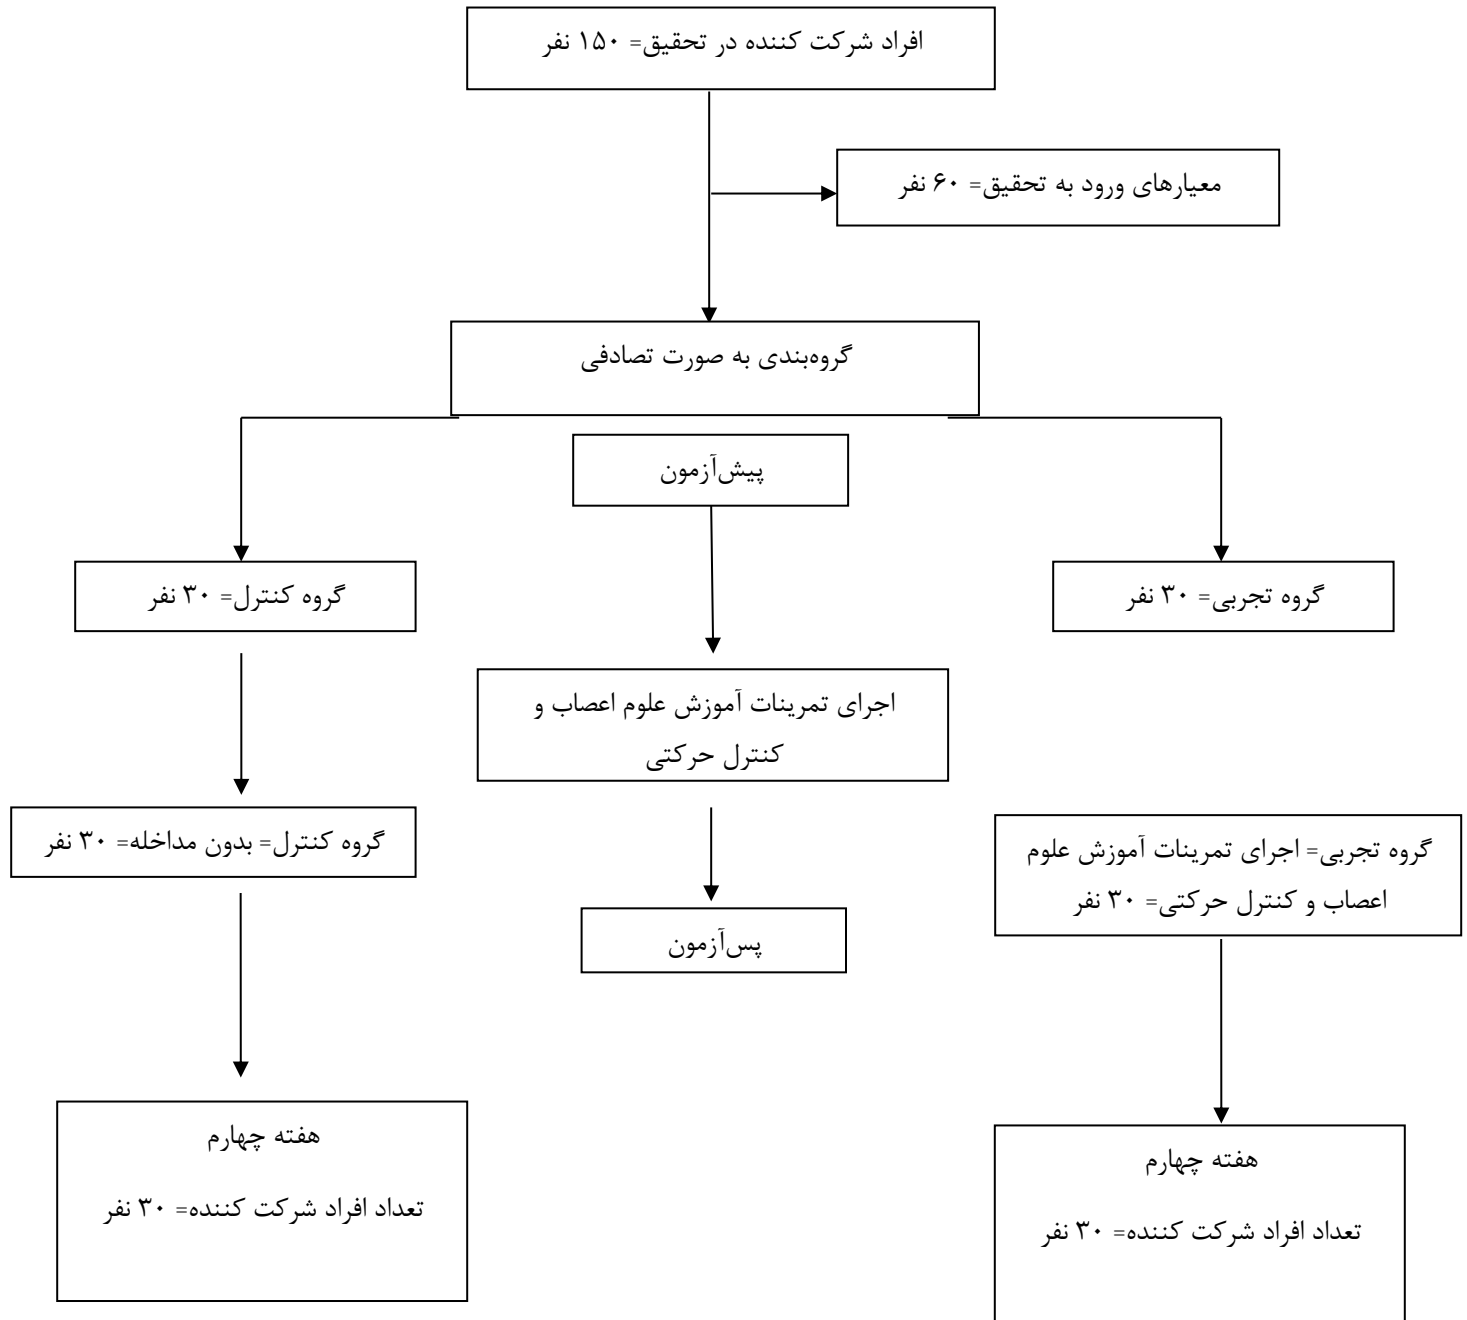 افراد شرکت کننده در تحقیق= ۱۵۰ نفر
معیارهای ورود به تحقیق= ۶۰ نفر
گروه‌بندی به صورت تصادفی
پیش‌آزمون
گروه تجربی= ۳۰ نفر
گروه کنترل= ۳۰ نفر
اجرای تمرینات آموزش علوم اعصاب و
کنترل حرکتی
گروه تجربی= اجرای تمرینات آموزش علوم
اعصاب و کنترل حرکتی= ۳۰ نفر
گروه کنترل= بدون مداخله= ۳۰ نفر
پس‌آزمون
هفته چهارم
تعداد افراد شرکت کننده= ۳۰ نفر
هفته چهارم
تعداد افراد شرکت کننده= ۳۰ نفر